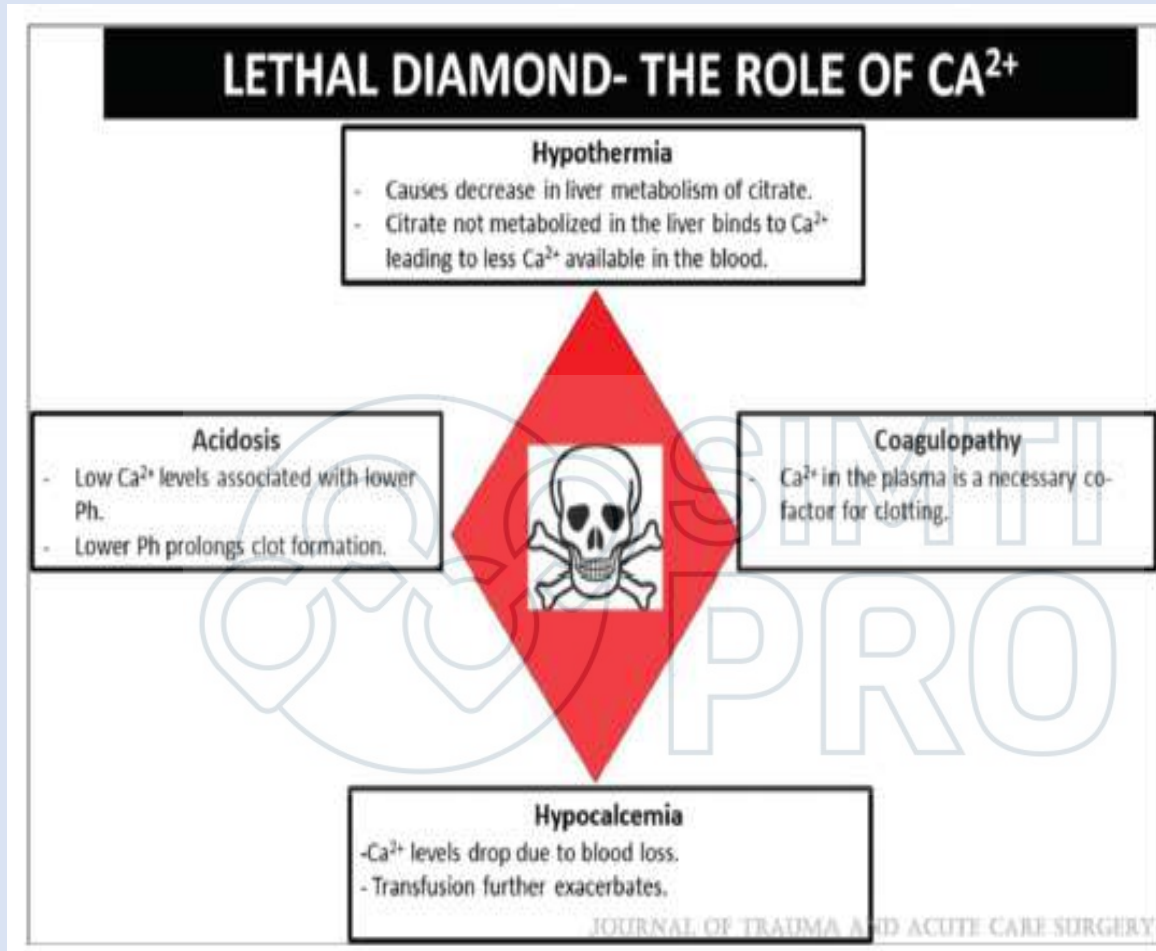 LETHAL DIAMOND- THE ROLE OF CA²⁺
Hypothermia
- Causes decrease in liver metabolism of citrate.
- Citrate not metabolized in the liver binds to Ca²⁺
leading to less Ca²⁺ available in the blood.
Acidosis
- Low Ca²⁺ levels associated with lower
Ph.
- Lower Ph prolongs clot formation.
Coagulopathy
- Ca²⁺ in the plasma is a necessary co-
factor for clotting.
SIMTI
PRO
Hypocalcemia
-Ca²⁺ levels drop due to blood loss.
- Transfusion further exacerbates.
JOURNAL OF TRAUMA AND ACUTE CARE SURGERY